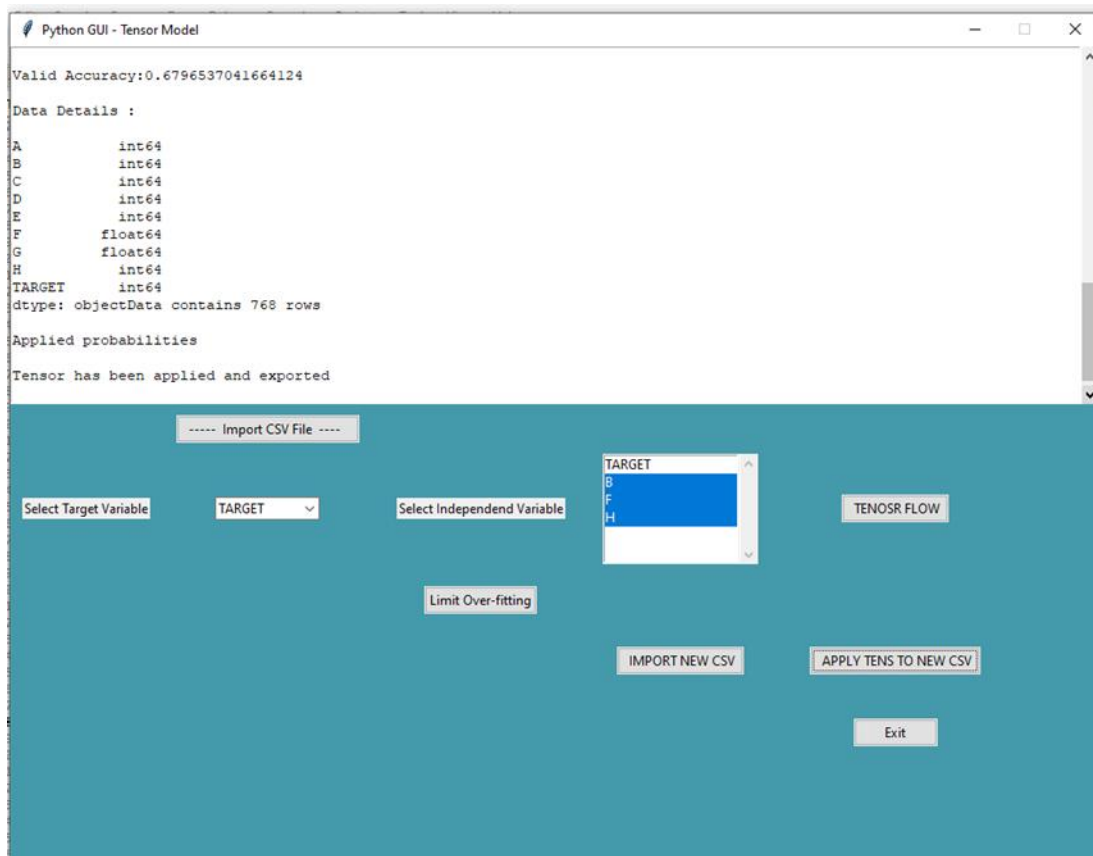 Python GUI - Tensor Model
Valid Accuracy:0.6796537041664124
Data Details :
A int64
B int64
C int64
D int64
E int64
F float64
G float64
H int64
TARGET int64
dtype: objectData contains 768 rows
Applied probabilities
Tensor has been applied and exported
----- Import CSV File ----
Select Target Variable
TARGET
Select Independend Variable
TARGET
B
F
H
TENOSR FLOW
Limit Over-fitting
IMPORT NEW CSV
APPLY TENS TO NEW CSV
Exit